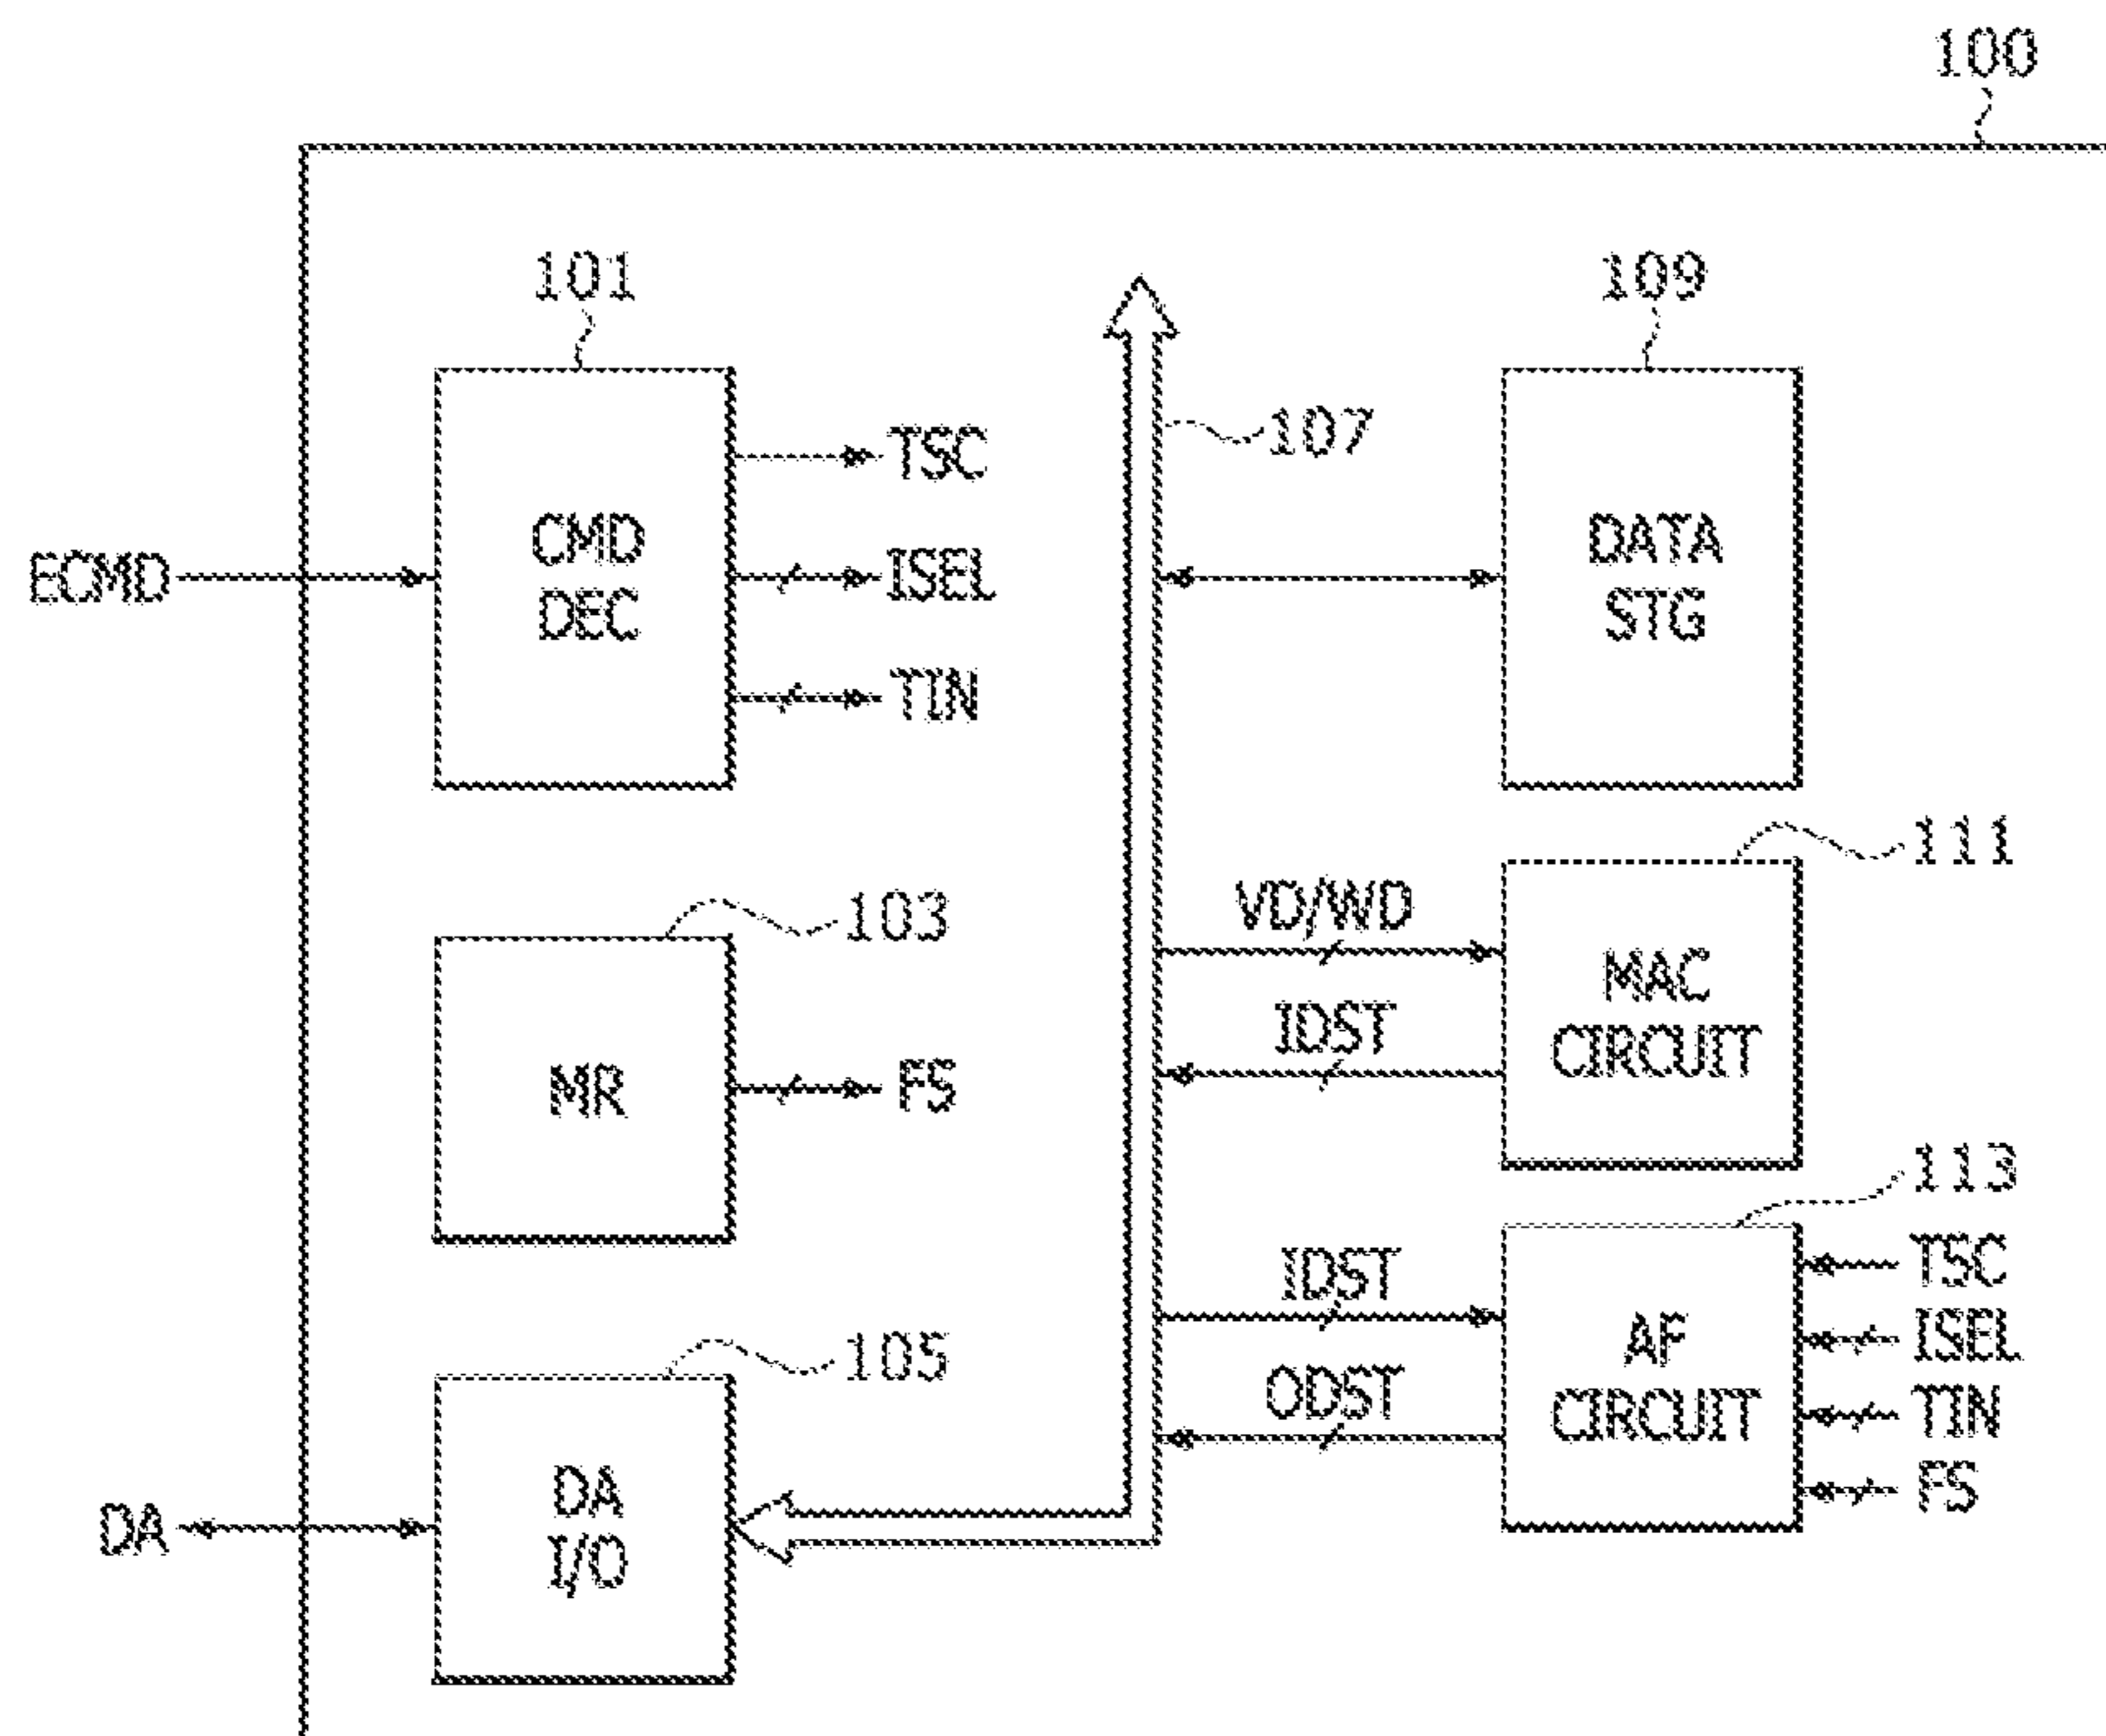 100
101
109
TSC
107
CMD
DEC
DATA
STG
ECMD
ISEL
TIN
111
103
VD/WD
MAC
CIRCUIT
IDST
MR
FS
113
IDST
TSC
105
AF
CIRCUIT
ISEL
ODST
TIN
DA
I/O
FS
DA